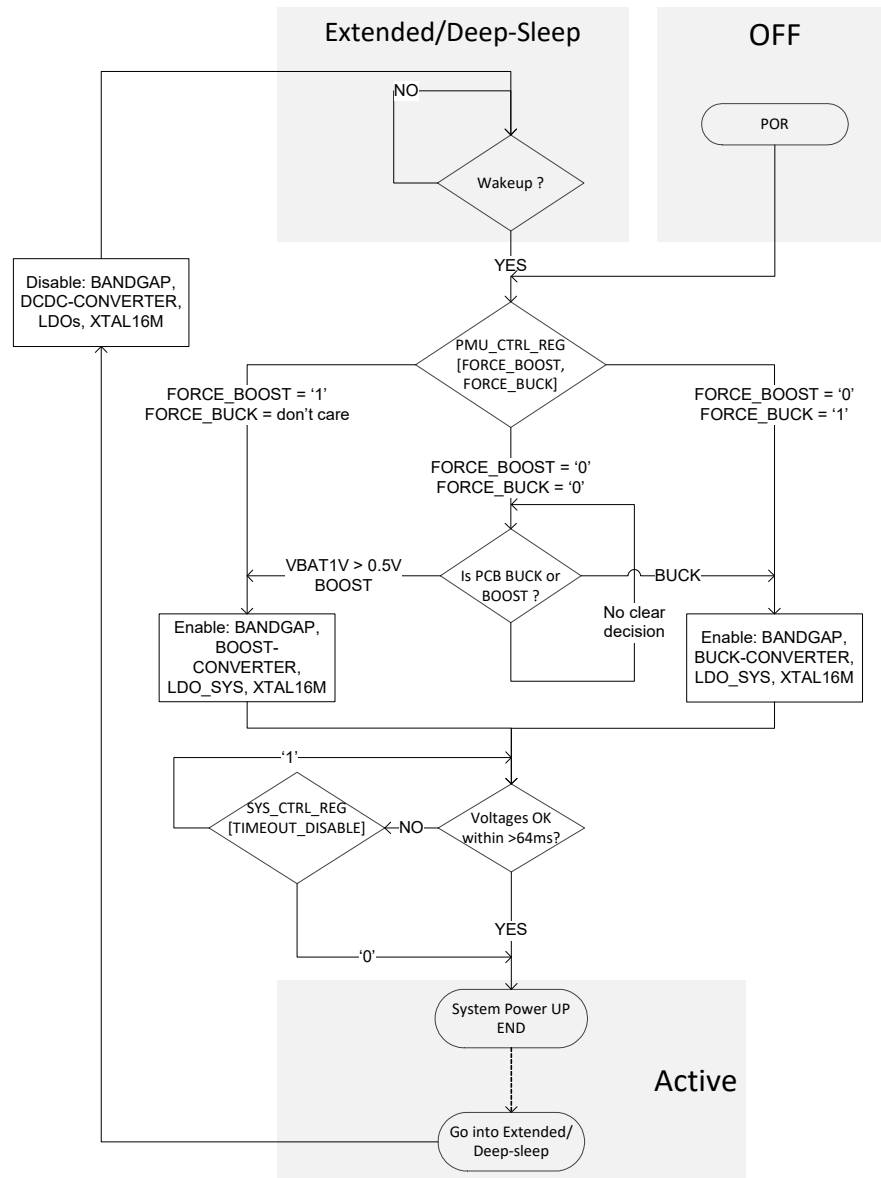 Extended/Deep-Sleep
OFF
NO
POR
Wakeup ?
YES
Disable: BANDGAP,
DCDC-CONVERTER,
LDOs, XTAL16M
PMU_CTRL_REG
[FORCE_BOOST,
FORCE_BUCK]
FORCE_BOOST = ‘1’
FORCE_BUCK = don’t care
FORCE_BOOST = ‘0’
FORCE_BUCK = ‘1’
FORCE_BOOST = ‘0’
FORCE_BUCK = ‘0’
VBAT1V > 0.5V
BOOST
Is PCB BUCK or
BOOST ?
BUCK
No clear
decision
Enable: BANDGAP,
BOOST-
CONVERTER,
LDO_SYS, XTAL16M
Enable: BANDGAP,
BUCK-CONVERTER,
LDO_SYS, XTAL16M
‘1’
SYS_CTRL_REG
[TIMEOUT_DISABLE]
NO
Voltages OK
within >64ms?
YES
‘0’
System Power UP
END
Active
Go into Extended/
Deep-sleep